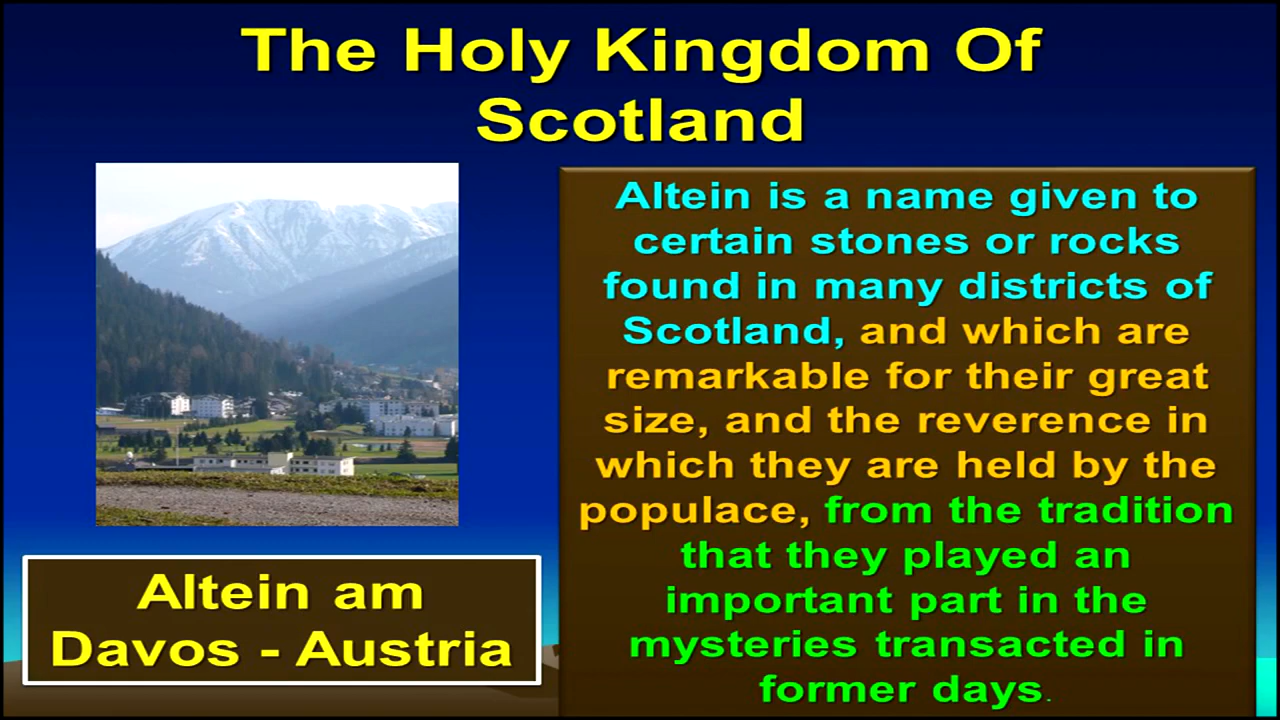 The Holy Kingdom Of
Scotland
Altein is a name given to
certain stones or rocks
found in many districts of
Scotland, and which are
remarkable for their great
size, and the reverence in
which they are held by the
populace, from the tradition
that they played an
important part in the
mysteries transacted in
former days.
Altein am
Davos - Austria